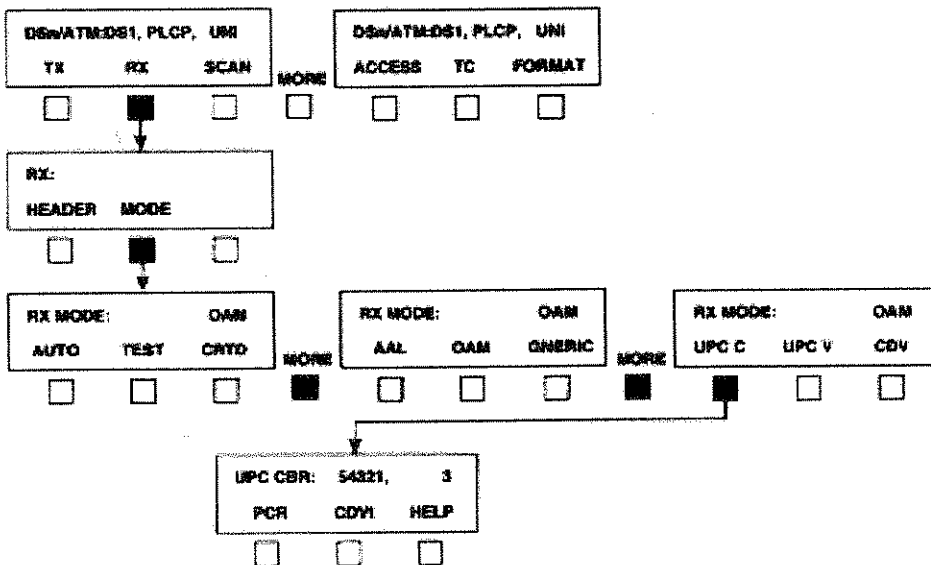 DSn/ATM:DS1, PLCP, UNI
TX RX SCAN
MORE
DSn/ATM:DS1, PLCP, UNI
ACCESS TC FORMAT
RX:
HEADER MODE
RX MODE: OAM
AUTO TEST CRTD
MORE
RX MODE: OAM
AAL OAM GNERIC
MORE
RX MODE: OAM
UPC C UPC V CDV
UPC CBR: 54321, 3
PCR CDVt HELP